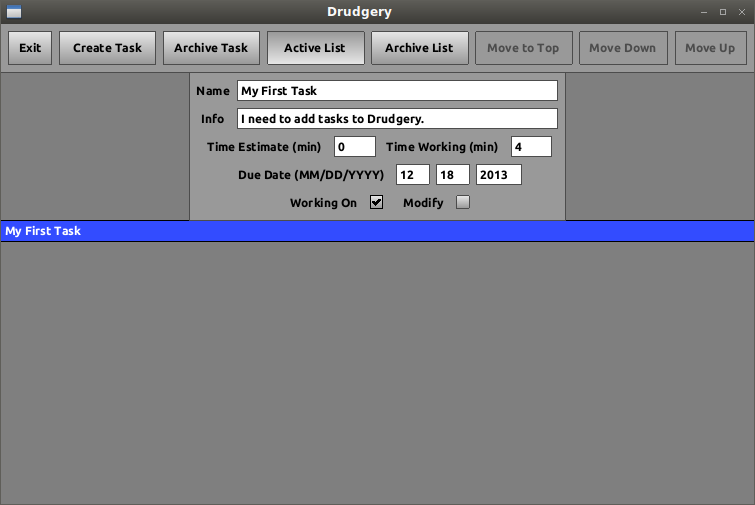 Drudgery
Exit Create Task Archive Task Active List Archive List Move to Top Move Down Move Up
Name My First Task
Info I need to add tasks to Drudgery.
Time Estimate (min) 0 Time Working (min) 4
Due Date (MM/DD/YYYY) 12 18 2013
Working On Modify
My First Task